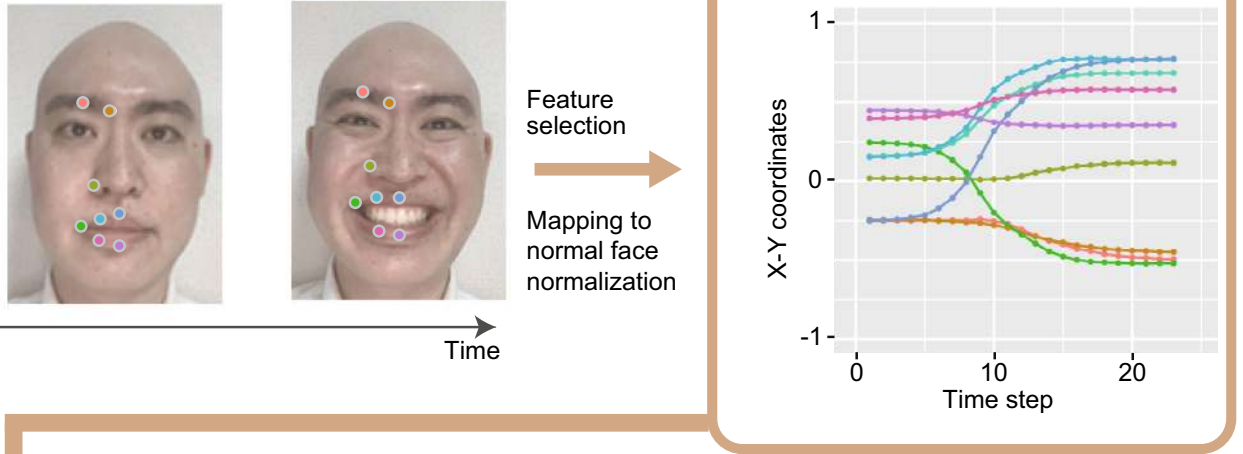 Feature
selection
Mapping to
normal face
normalization
Time
X-Y coordinates
1
0
-1
0
10
20
Time step